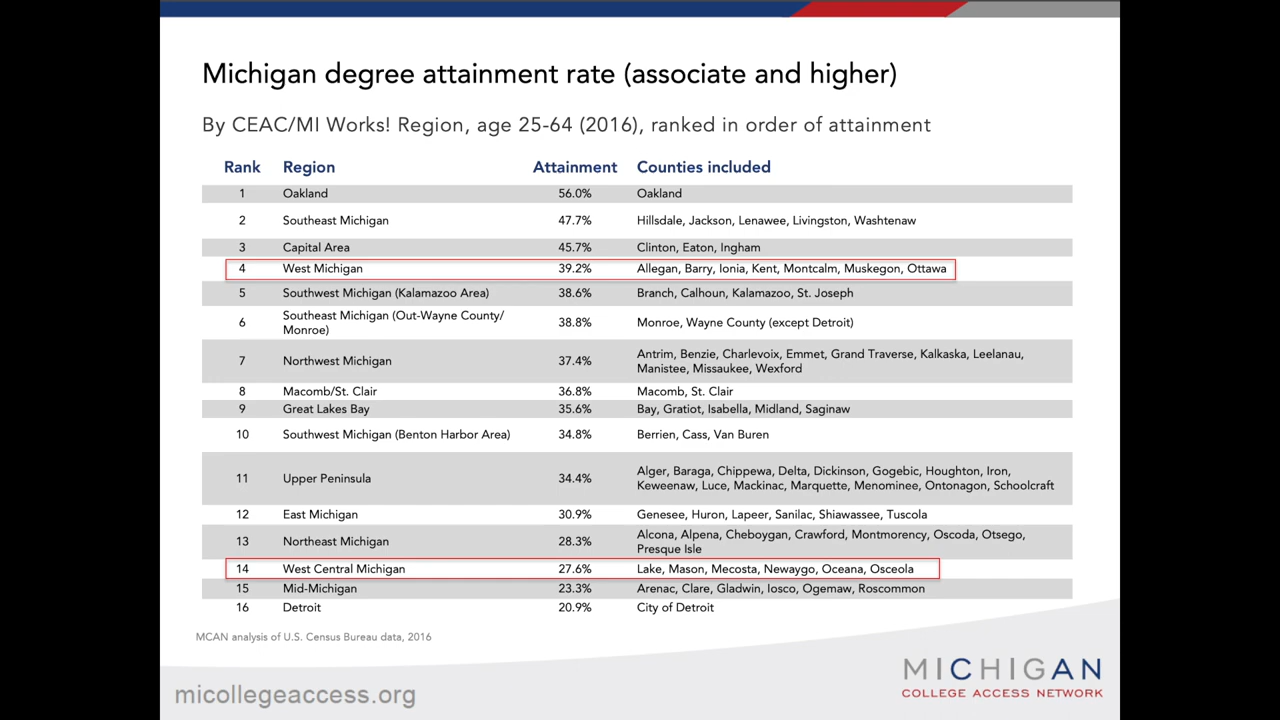 Michigan degree attainment rate (associate and higher)
By CEAC/MI Works! Region, age 25-64 (2016), ranked in order of attainment
Rank Region Attainment Counties included
1 Oakland 56.0% Oakland
2 Southeast Michigan 47.7% Hillsdale, Jackson, Lenawee, Livingston, Washtenaw
3 Capital Area 45.7% Clinton, Eaton, Ingham
4 West Michigan 39.2% Allegan, Barry, Ionia, Kent, Montcalm, Muskegon, Ottawa
5 Southwest Michigan (Kalamazoo Area) 38.6% Branch, Calhoun, Kalamazoo, St. Joseph
6 Southeast Michigan (Out-Wayne County/
Monroe) 38.8% Monroe, Wayne County (except Detroit)
7 Northwest Michigan 37.4% Antrim, Benzie, Charlevoix, Emmet, Grand Traverse, Kalkaska, Leelanau,
Manistee, Missaukee, Wexford
8 Macomb/St. Clair 36.8% Macomb, St. Clair
9 Great Lakes Bay 35.6% Bay, Gratiot, Isabella, Midland, Saginaw
10 Southwest Michigan (Benton Harbor Area) 34.8% Berrien, Cass, Van Buren
11 Upper Peninsula 34.4% Alger, Baraga, Chippewa, Delta, Dickinson, Gogebic, Houghton, Iron,
Keweenaw, Luce, Mackinac, Marquette, Menominee, Ontonagon, Schoolcraft
12 East Michigan 30.9% Genesee, Huron, Lapeer, Sanilac, Shiawassee, Tuscola
13 Northeast Michigan 28.3% Alcona, Alpena, Cheboygan, Crawford, Montmorency, Oscoda, Otsego,
Presque Isle
14 West Central Michigan 27.6% Lake, Mason, Mecosta, Newaygo, Oceana, Osceola
15 Mid-Michigan 23.3% Arenac, Clare, Gladwin, Iosco, Ogemaw, Roscommon
16 Detroit 20.9% City of Detroit
MCAN analysis of U.S. Census Bureau data, 2016
micollegeaccess.org
MICHIGAN
COLLEGE ACCESS NETWORK